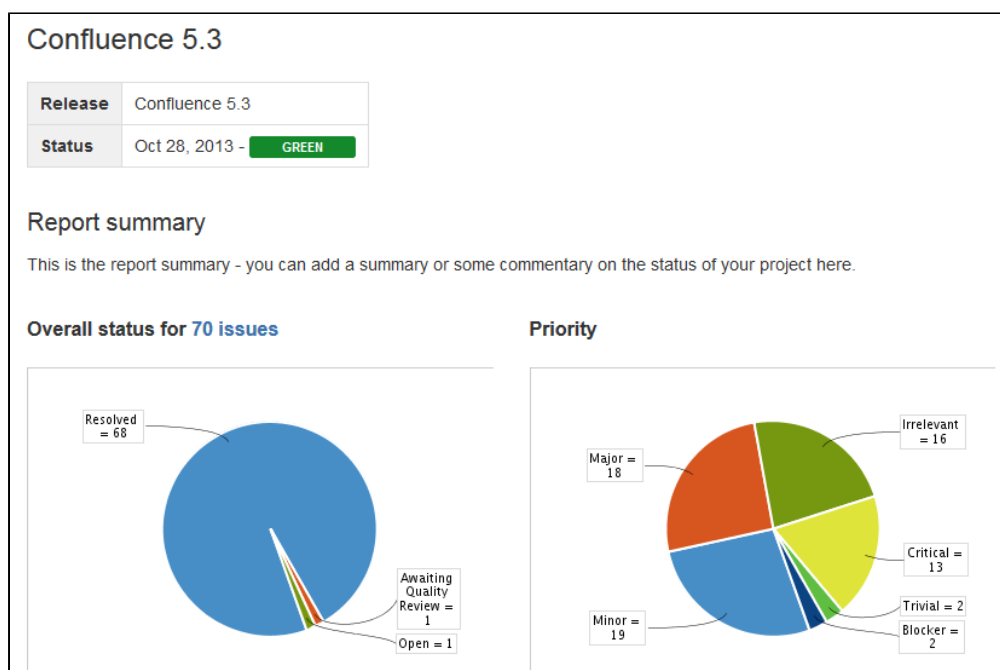 Confluence 5.3
Release Confluence 5.3
Status Oct 28, 2013 - GREEN
Report summary
This is the report summary - you can add a summary or some commentary on the status of your project here.
Overall status for 70 issues
Resolved
= 68
Awaiting
Quality
Review =
1
Open = 1
Priority
Irrelevant
= 16
Major =
18
Critical =
13
Trivial = 2
Minor =
19
Blocker =
2